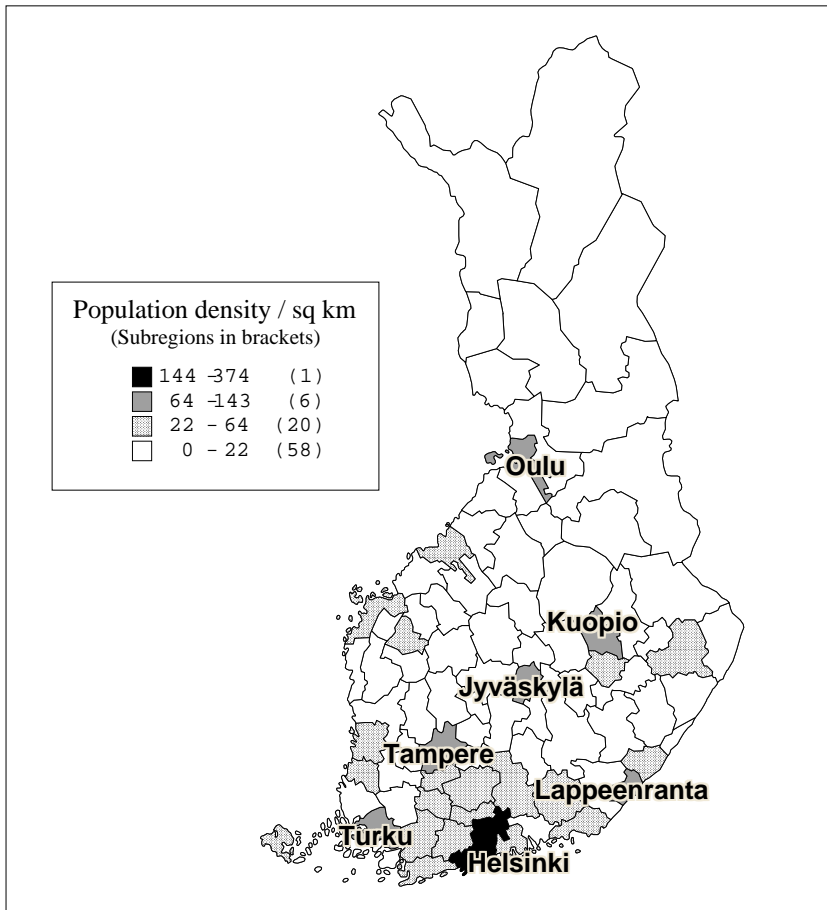 Population density / sq km
(Subregions in brackets)
144 -374 (1)
64 -143 (6)
22 - 64 (20)
0 - 22 (58)
Oulu
Kuopio
Jyväskylä
Tampere
Lappeenranta
Turku
Helsinki